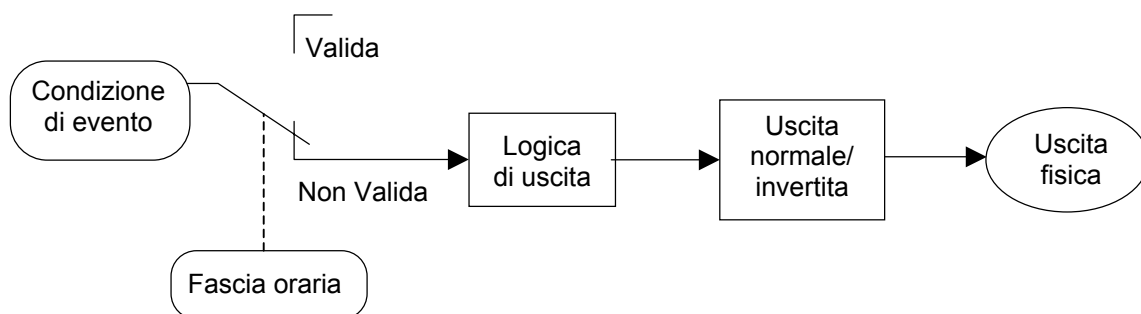 Valida
Condizione
di evento
Logica
di uscita
Uscita
normale/
invertita
Uscita
fisica
Non Valida
Fascia oraria